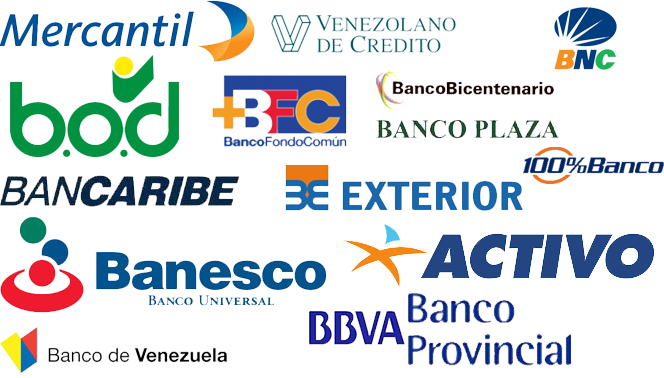 Mercantil
VENEZOLANO
DE CREDITO
BNC
b.o.d
+BFC
BancoFondoComún
BancoBicentenario
BANCO PLAZA
100%Banco
BANCARIBE
EXTERIOR
Banesco
BANCO UNIVERSAL
ACTIVO
BBVA
Banco
Provincial
Banco de Venezuela